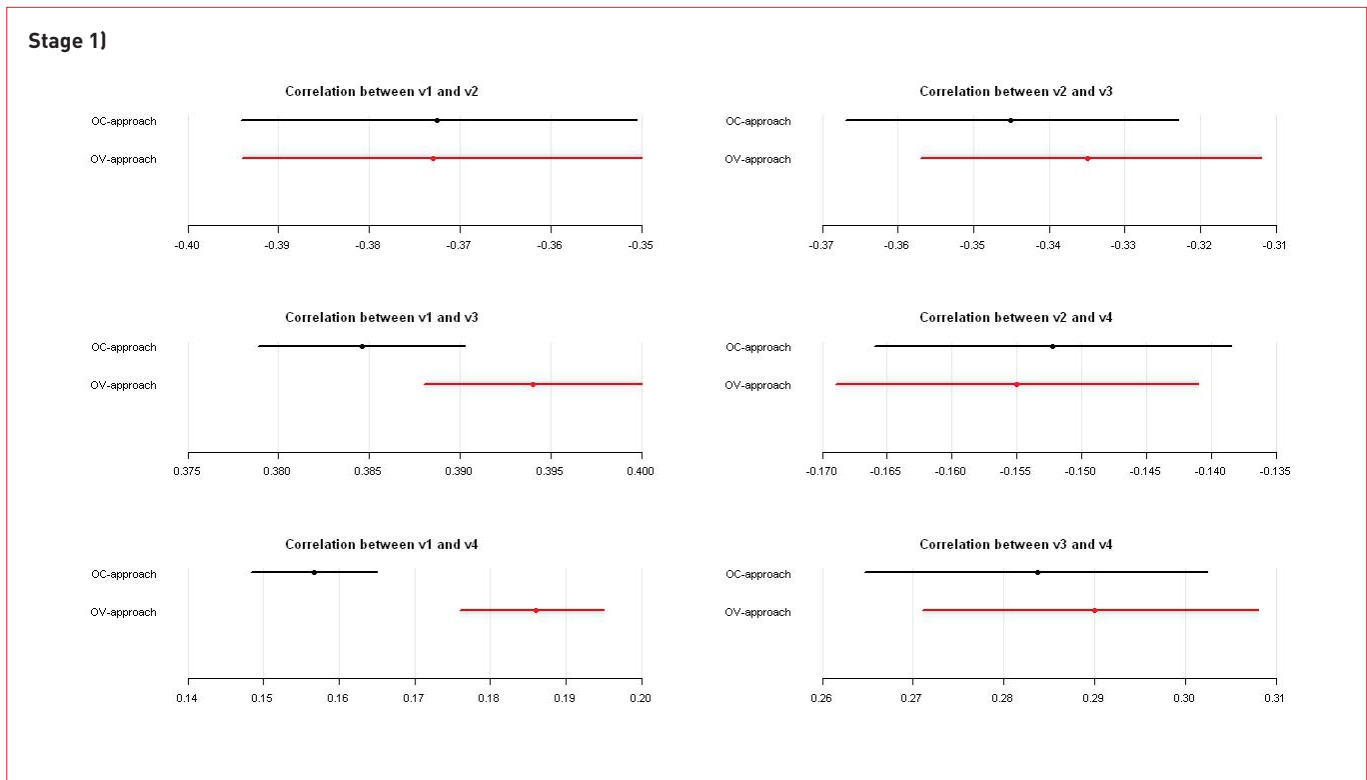 Stage 1)
Correlation between v1 and v2
OC-approach
OV-approach
-0.40 -0.39 -0.38 -0.37 -0.36 -0.35
Correlation between v2 and v3
OC-approach
OV-approach
-0.37 -0.36 -0.35 -0.34 -0.33 -0.32 -0.31
Correlation between v1 and v3
OC-approach
OV-approach
0.375 0.380 0.385 0.390 0.395 0.400
Correlation between v2 and v4
OC-approach
OV-approach
-0.170 -0.165 -0.160 -0.155 -0.150 -0.145 -0.140 -0.135
Correlation between v1 and v4
OC-approach
OV-approach
0.14 0.15 0.16 0.17 0.18 0.19 0.20
Correlation between v3 and v4
OC-approach
OV-approach
0.26 0.27 0.28 0.29 0.30 0.31